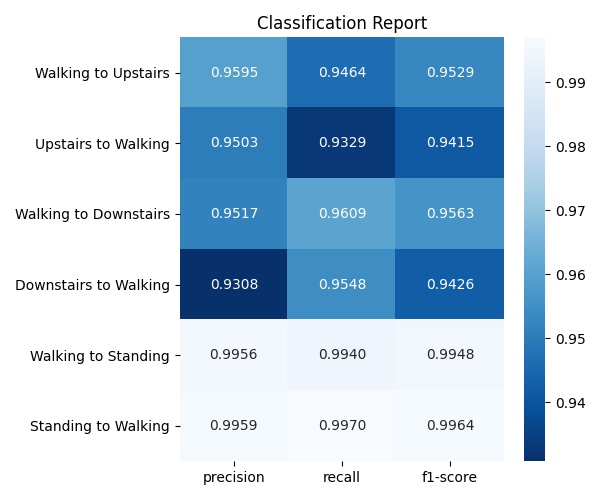 Classification Report
Walking to Upstairs 0.9595 0.9464 0.9529
Upstairs to Walking 0.9503 0.9329 0.9415
Walking to Downstairs 0.9517 0.9609 0.9563
Downstairs to Walking 0.9308 0.9548 0.9426
Walking to Standing 0.9956 0.9940 0.9948
Standing to Walking 0.9959 0.9970 0.9964
precision recall f1-score
0.99
0.98
0.97
0.96
0.95
0.94